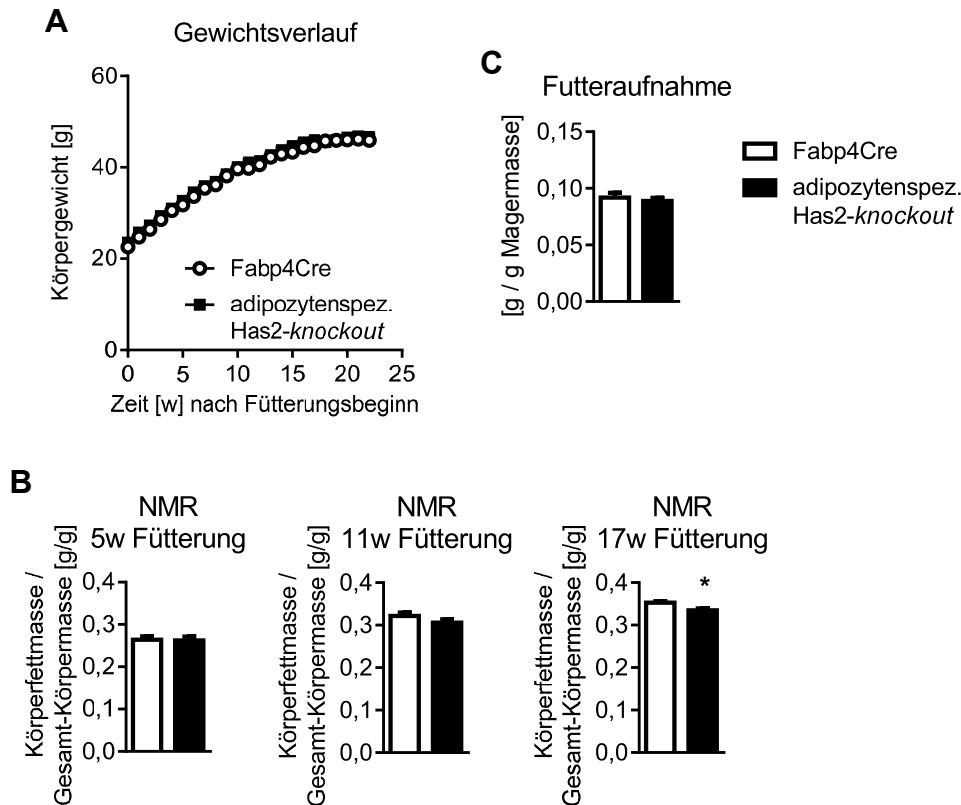 A
Gewichtsverlauf
Körpergewicht [g]
60
40
20
0
0 5 10 15 20 25
Zeit [w] nach Fütterungsbeginn
Fabp4Cre
adipozytenspez.
Has2-knockout
C
Futteraufnahme
[g / g Magermasse]
0,15
0,10
0,05
0,00
Fabp4Cre
adipozytenspez.
Has2-knockout
B
NMR
5w Fütterung
Körperfettmasse /
Gesamt-Körpermasse [g/g]
0,4
0,3
0,2
0,1
0,0
NMR
11w Fütterung
Körperfettmasse /
Gesamt-Körpermasse [g/g]
0,4
0,3
0,2
0,1
0,0
NMR
17w Fütterung
Körperfettmasse /
Gesamt-Körpermasse [g/g]
0,4
0,3
0,2
0,1
0,0
*